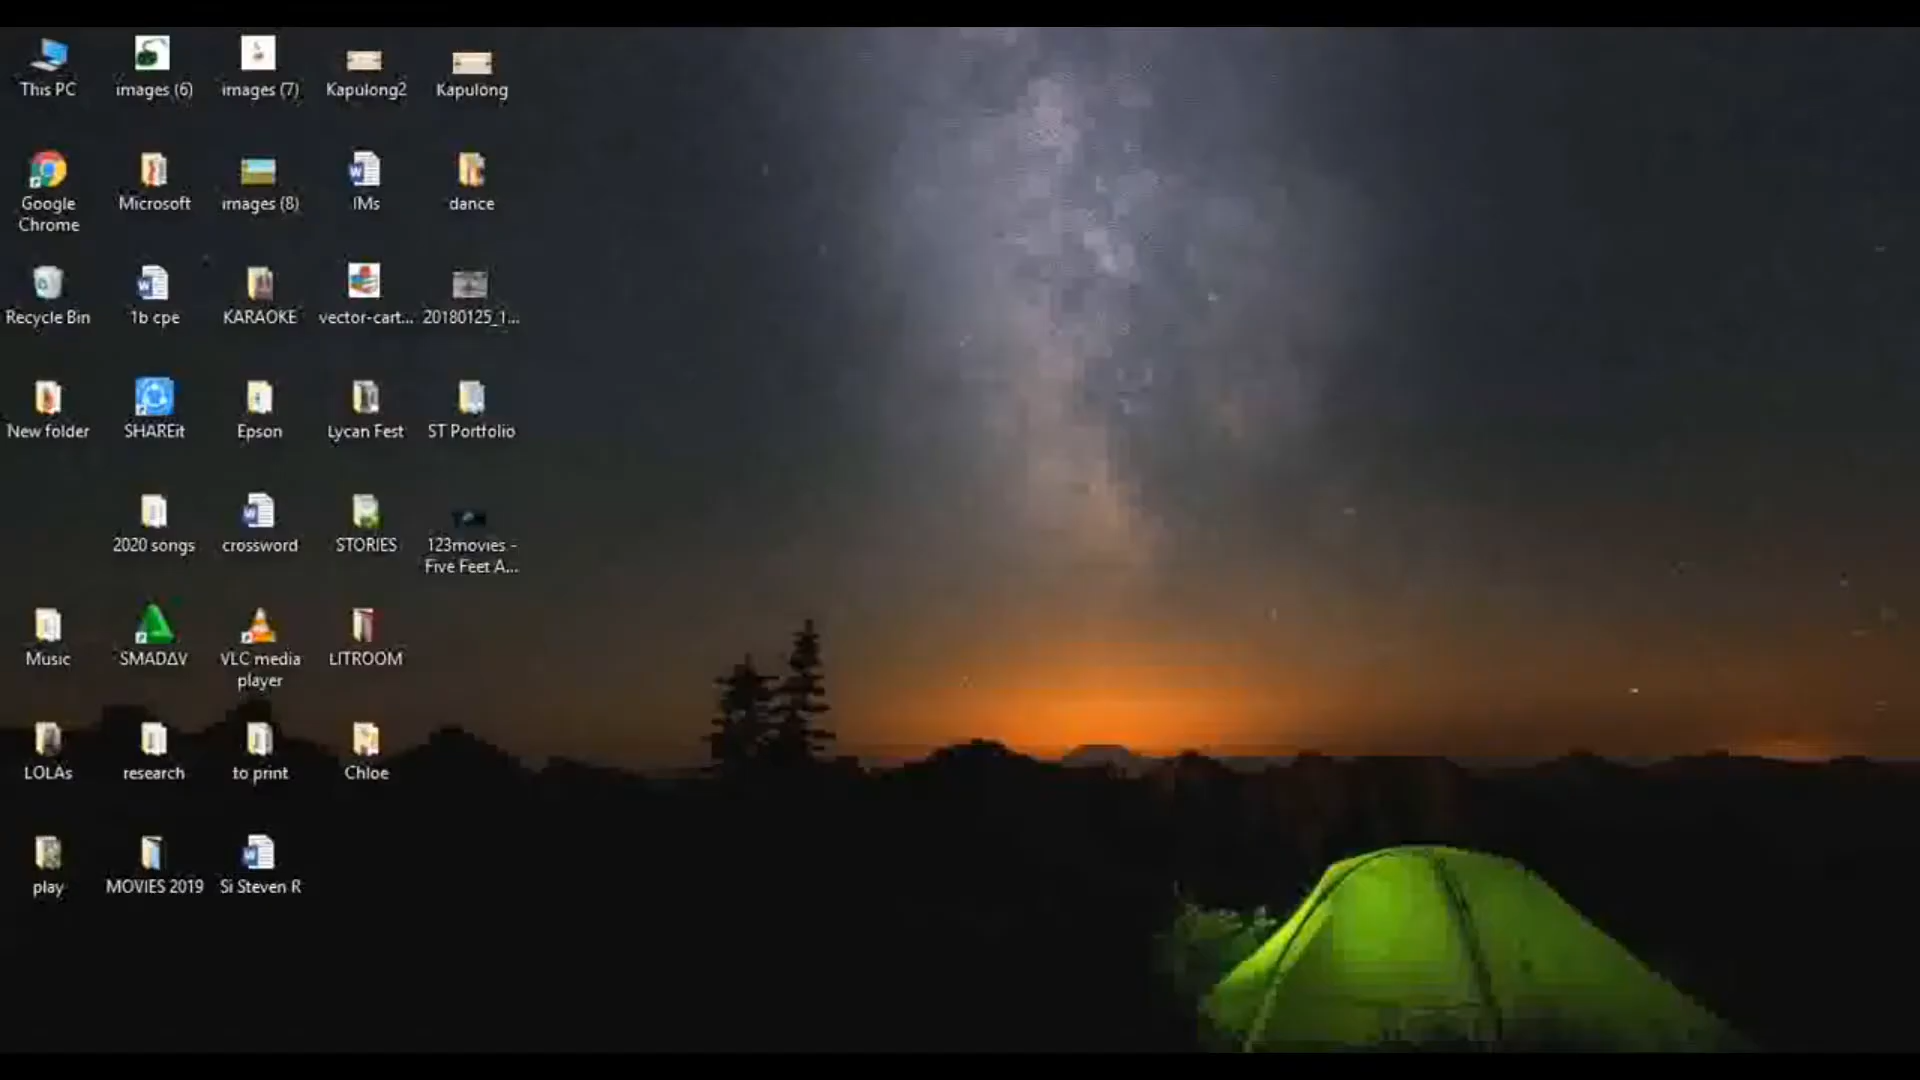 This PC
images (6)
images (7)
Kapulong2
Kapulong
Google
Chrome
Microsoft
images (8)
IMs
dance
Recycle Bin
1b cpe
KARAOKE
vector-cart...
20180125_1...
New folder
SHAREit
Epson
Lycan Fest
ST Portfolio
2020 songs
crossword
STORIES
123movies -
Five Feet A...
Music
SMADΔV
VLC media
player
LITROOM
LOLAs
research
to print
Chloe
play
MOVIES 2019
Si Steven R